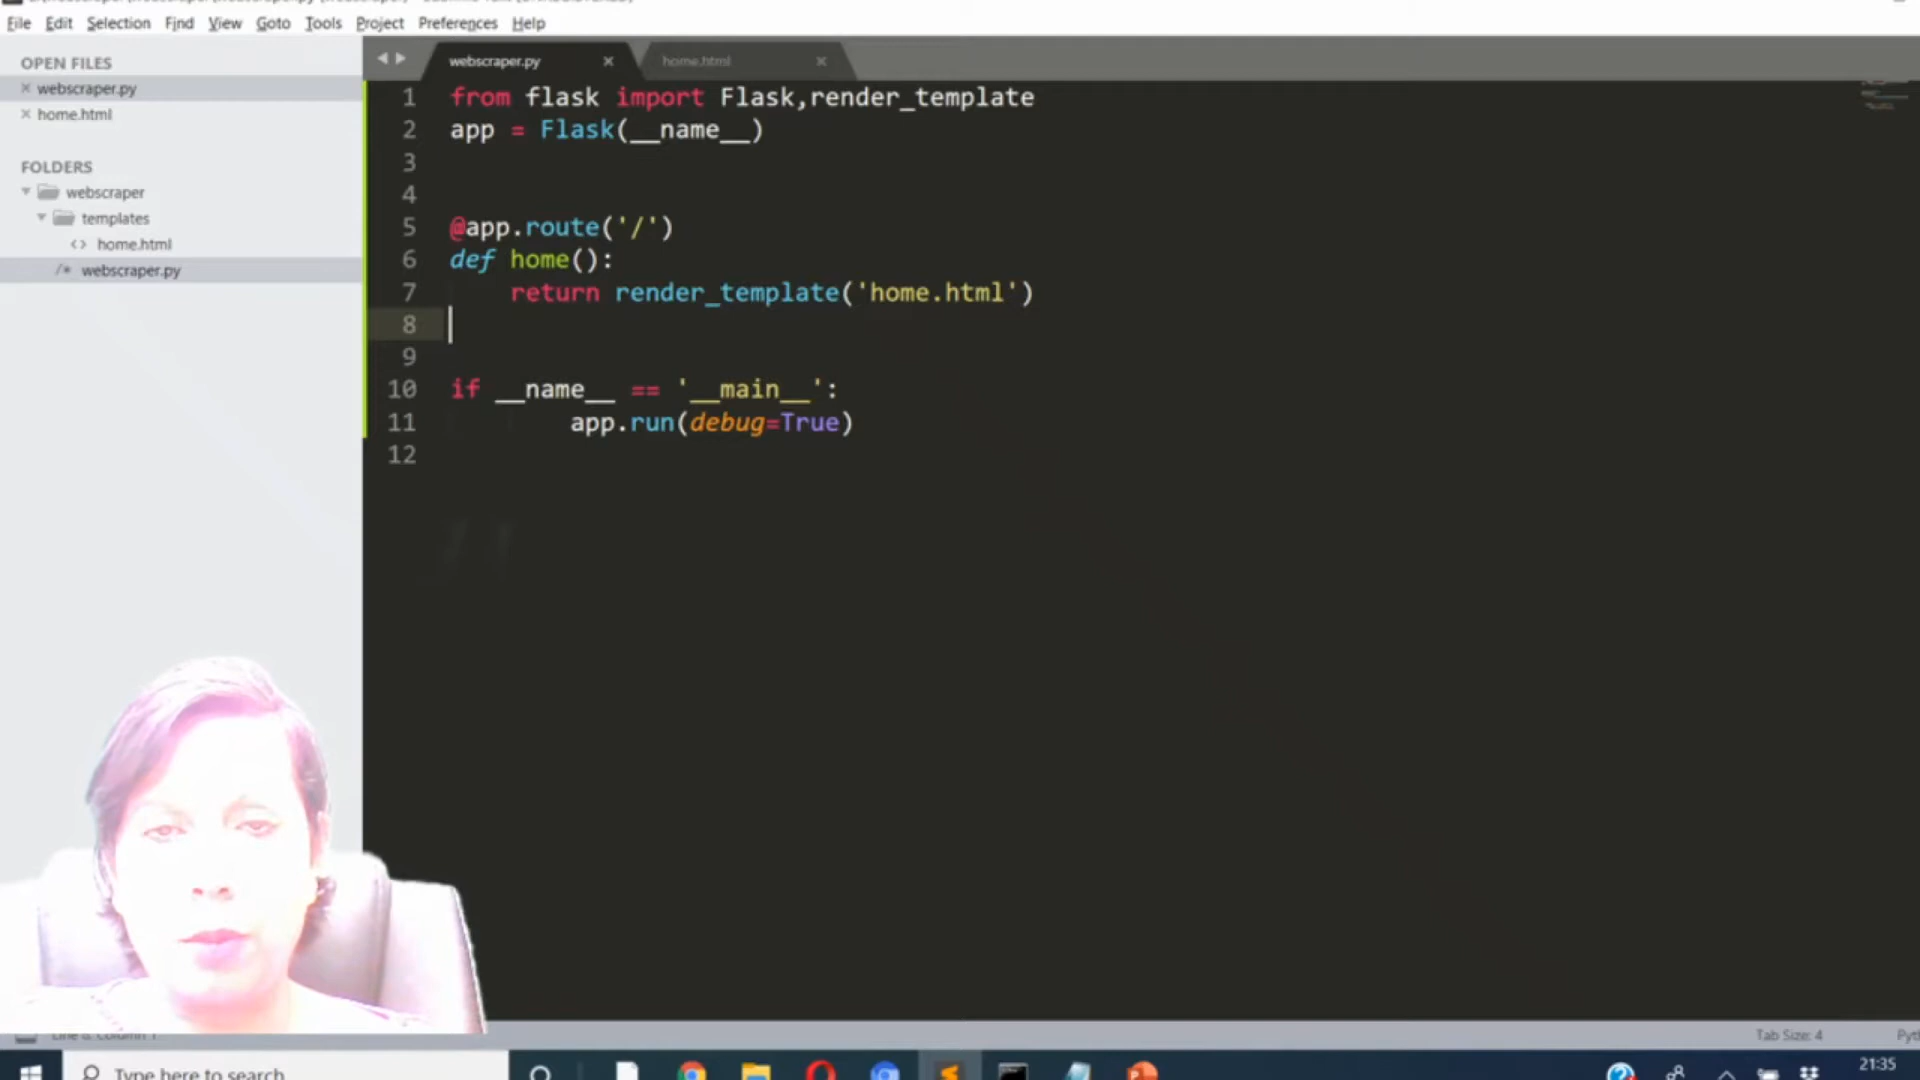 File Edit Selection Find View Goto Tools Project Preferences Help
OPEN FILES
webscraper.py
home.html
FOLDERS
webscraper
templates
home.html
webscraper.py
webscraper.py
home.html
1 from flask import Flask,render_template
2 app = Flask(__name__)
3
4
5 @app.route('/')
6 def home():
7 return render_template('home.html')
8
9
10 if __name__ == '__main__':
11 app.run(debug=True)
12
Tab Size: 4
Type here to search
21:35